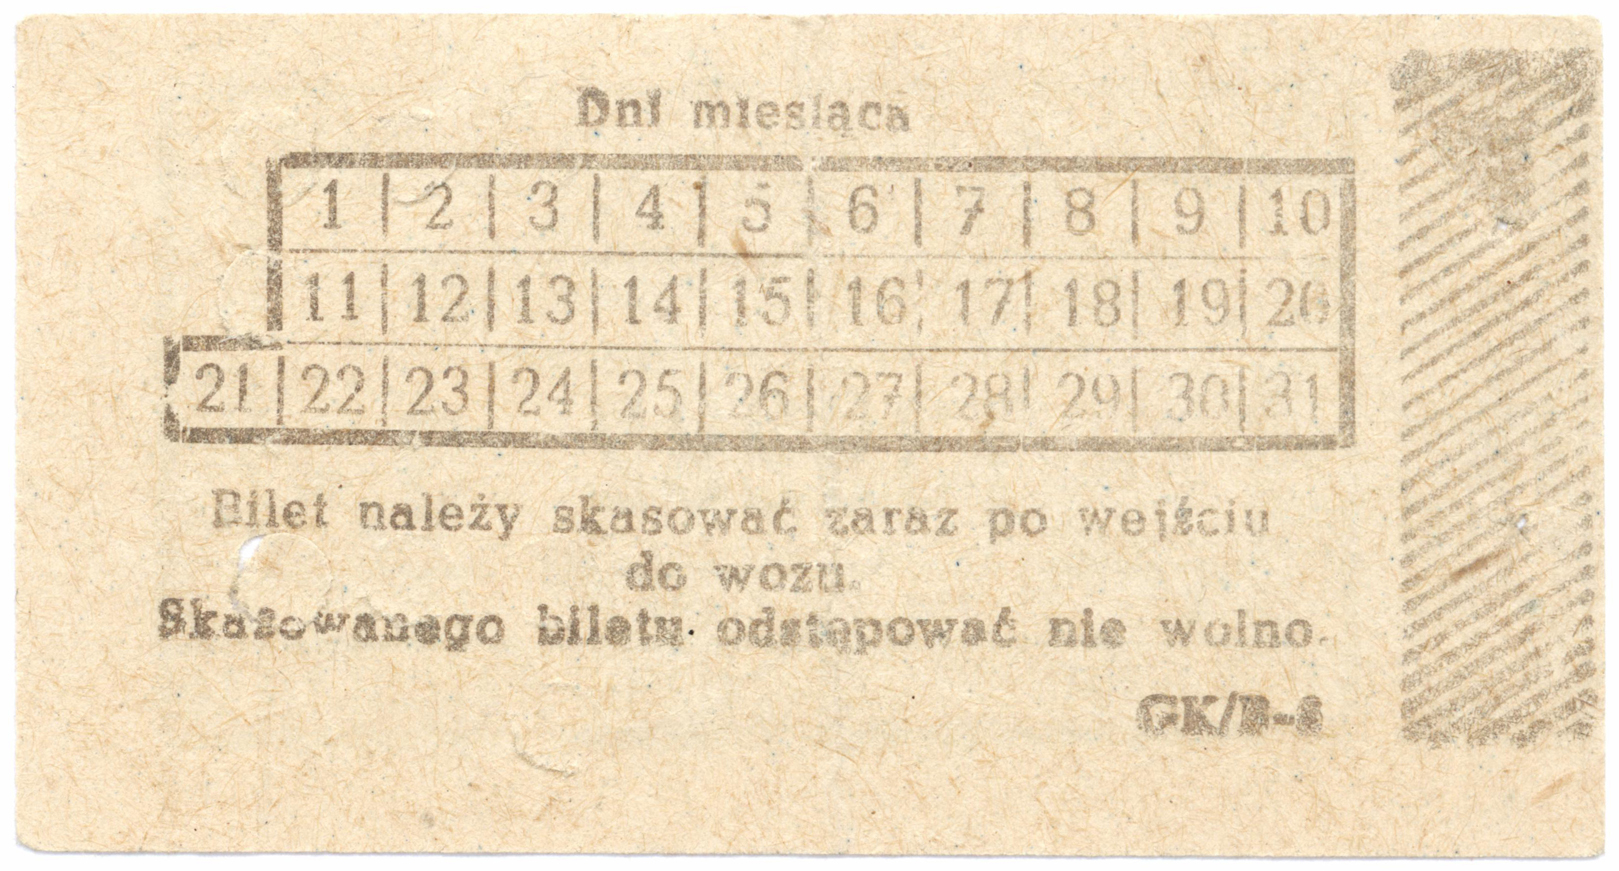 Dni miesiąca
1 2 3 4 5 6 7 8 9 10
11 12 13 14 15 16 17 18 19 20
21 22 23 24 25 26 27 28 29 30 31
Bilet należy skasować zaraz po wejściu
do wozu.
Skasowanego biletu odstępować nie wolno.
GK/B-6